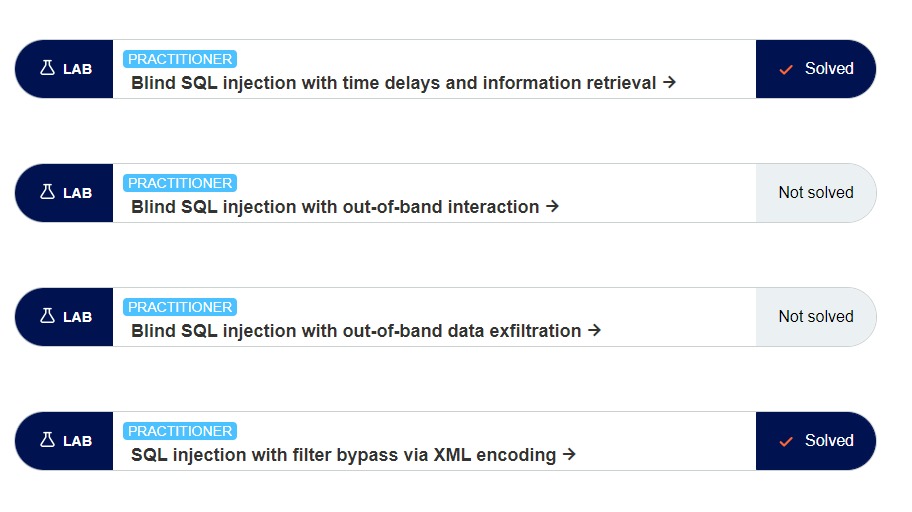 LAB
PRACTITIONER
Blind SQL injection with time delays and information retrieval →
Solved
LAB
PRACTITIONER
Blind SQL injection with out-of-band interaction →
Not solved
LAB
PRACTITIONER
Blind SQL injection with out-of-band data exfiltration →
Not solved
LAB
PRACTITIONER
SQL injection with filter bypass via XML encoding →
Solved